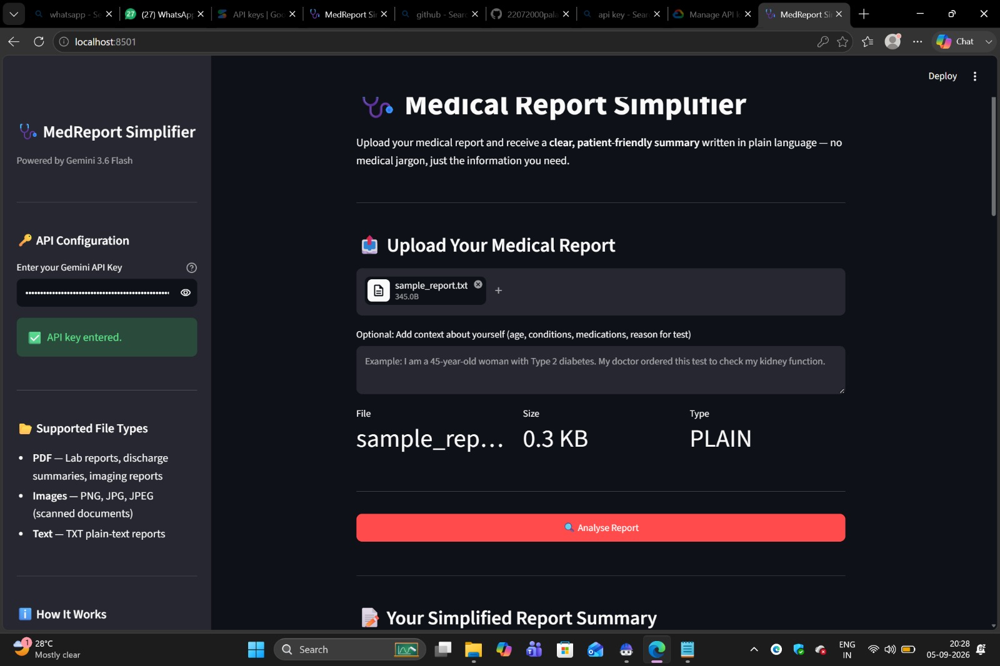 whatsapp - Se
(27) WhatsApp
API keys | Goo
MedReport Si
github - Sear
22072000pala
api key - Sear
Manage API k
MedReport Si
localhost:8501
Chat
Deploy
MedReport Simplifier
Powered by Gemini 3.6 Flash
API Configuration
Enter your Gemini API Key
API key entered.
Supported File Types
• PDF — Lab reports, discharge
summaries, imaging reports
• Images — PNG, JPG, JPEG
(scanned documents)
• Text — TXT plain-text reports
How It Works
Medical Report Simplifier
Upload your medical report and receive a clear, patient-friendly summary written in plain language — no
medical jargon, just the information you need.
Upload Your Medical Report
sample_report.txt
345.0B
Optional: Add context about yourself (age, conditions, medications, reason for test)
Example: I am a 45-year-old woman with Type 2 diabetes. My doctor ordered this test to check my kidney function.
File
Size
Type
sample_rep...
0.3 KB
PLAIN
Analyse Report
Your Simplified Report Summary
1
28°C
Mostly clear
Search
ENG
IN
20:28
05-09-2026